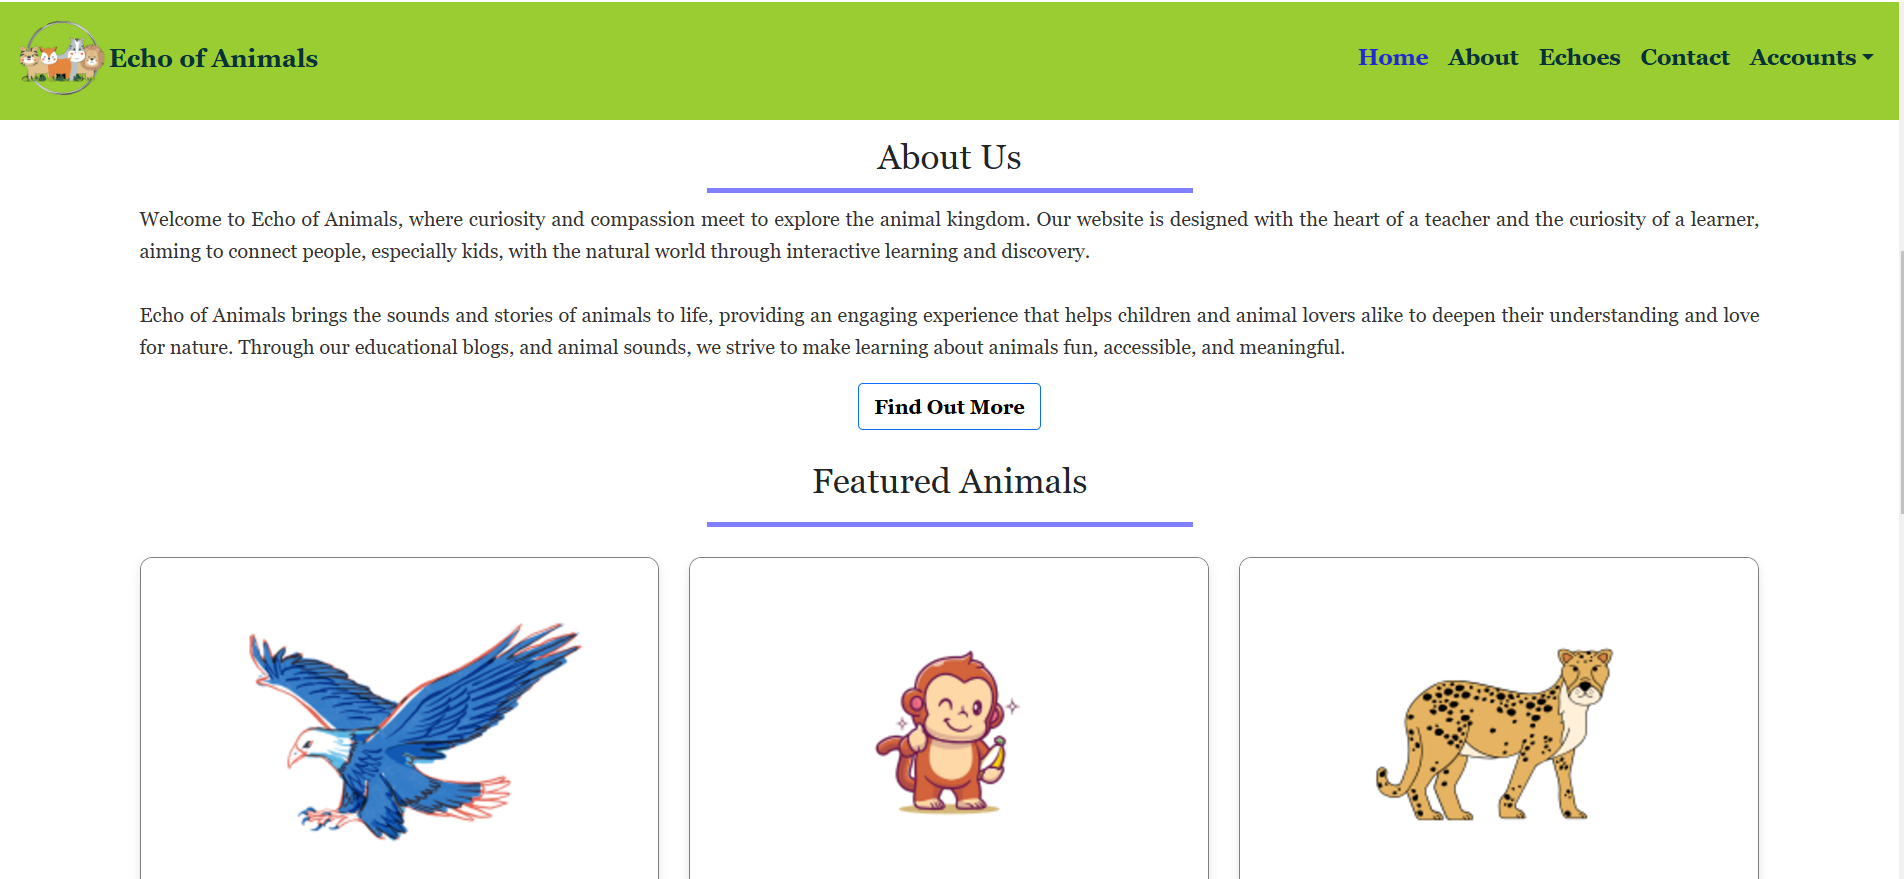 Echo of Animals
Home About Echoes Contact Accounts
About Us
Welcome to Echo of Animals, where curiosity and compassion meet to explore the animal kingdom. Our website is designed with the heart of a teacher and the curiosity of a learner,
aiming to connect people, especially kids, with the natural world through interactive learning and discovery.
Echo of Animals brings the sounds and stories of animals to life, providing an engaging experience that helps children and animal lovers alike to deepen their understanding and love
for nature. Through our educational blogs, and animal sounds, we strive to make learning about animals fun, accessible, and meaningful.
Find Out More
Featured Animals